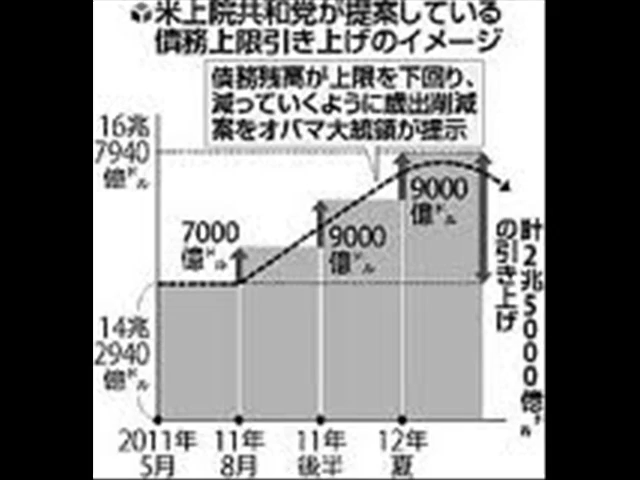 米上院共和党が提案している
債務上限引き上げのイメージ
債務残高が上限を下回り、
減っていくように歳出削減
案をオバマ大統領が提示
16兆
7940
億㌦
7000
億㌦
9000
億㌦
9000
億㌦
計2兆5000億㌦
の引き上げ
14兆
2940
億㌦
2011年
5月
11年
8月
11年
後半
12年
夏